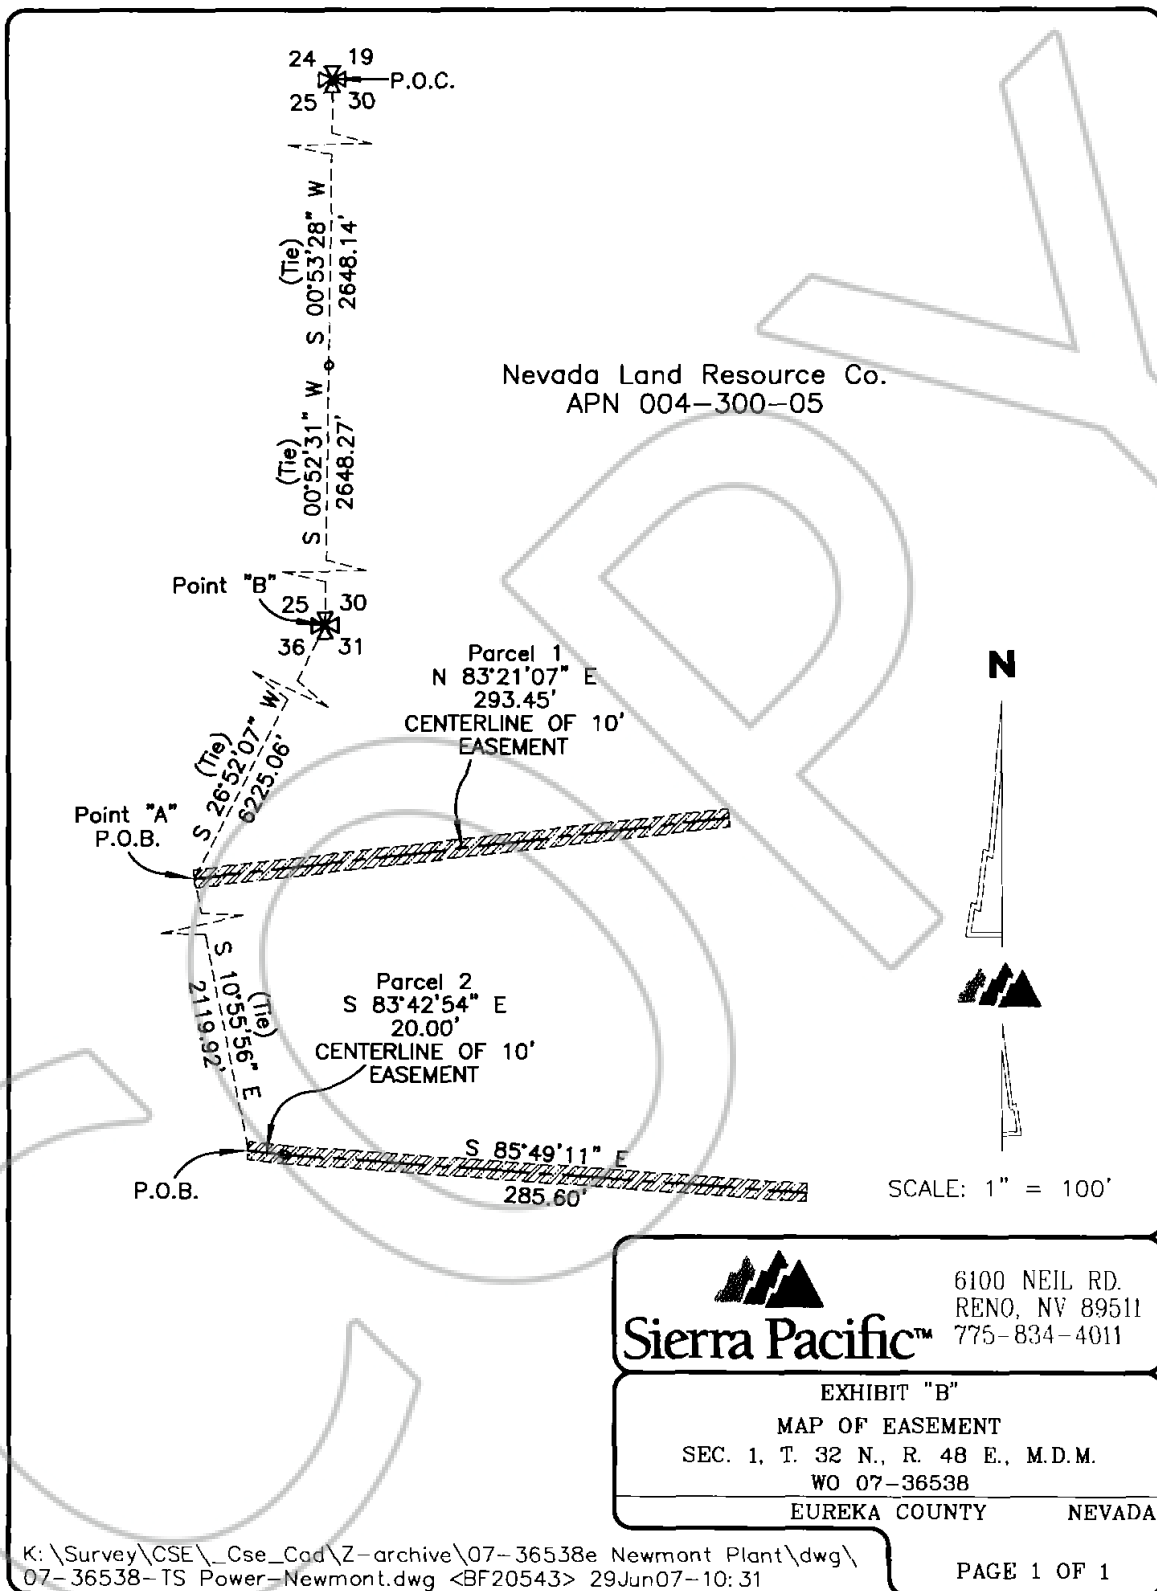 24 19
P.O.C.
25 30
(Tie)
S 00°53'28" W
2648.14'
Nevada Land Resource Co.
APN 004-300-05
(Tie)
S 00°52'31" W
2648.27'
Point "B"
25 30
36 31
Parcel 1
N 83°21'07" E
293.45'
CENTERLINE OF 10'
EASEMENT
N
(Tie)
S 26°52'07" W
6225.06'
Point "A"
P.O.B.
(Tie)
S 10°55'56" E
2119.92'
Parcel 2
S 83°42'54" E
20.00'
CENTERLINE OF 10'
EASEMENT
S 85°49'11" E
285.60'
P.O.B.
SCALE: 1" = 100'
Sierra Pacific™
6100 NEIL RD.
RENO, NV 89511
775-834-4011
EXHIBIT "B"
MAP OF EASEMENT
SEC. 1, T. 32 N., R. 48 E., M.D.M.
WO 07-36538
EUREKA COUNTY NEVADA
K:\Survey\CSE\_Cse_Cad\Z-archive\07-36538e Newmont Plant\dwg\
07-36538-TS Power-Newmont.dwg <BF20543> 29Jun07-10:31
PAGE 1 OF 1
COPY